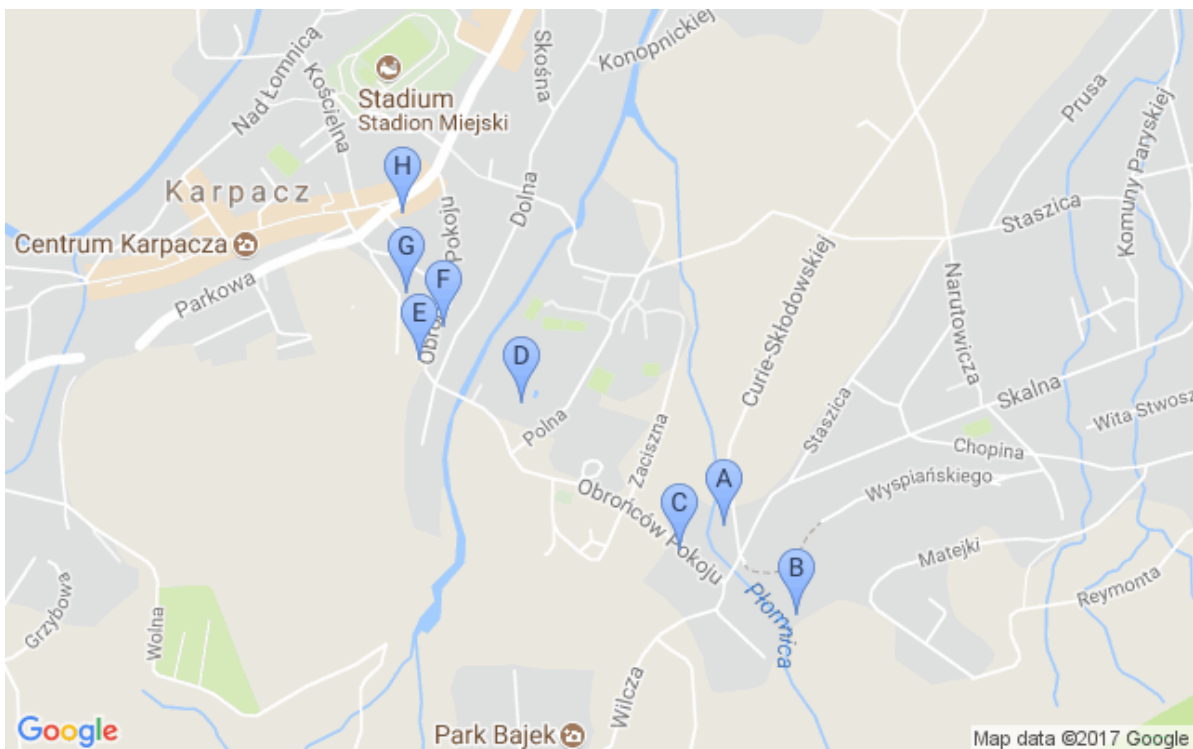 Skośna
Konopnickiej
Nad Łomnicą
Kościelna
Stadium
Stadion Miejski
Prusa
Komuny Paryskiej
H
Karpacz
Dolna
Staszica
Centrum Karpacza
G
Pokoju
F
Parkowa
E
Obro
Curie-Skłodowskiej
Narutowicza
D
Skalna
Staszica
Wita Stwosz
Polna
Zaciszna
Chopina
Wyspiańskiego
A
C
Obrońców Pokoju
Matejki
B
Reymonta
Płomnica
Grzybowa
Wolna
Wilcza
Park Bajek
Google
Map data ©2017 Google